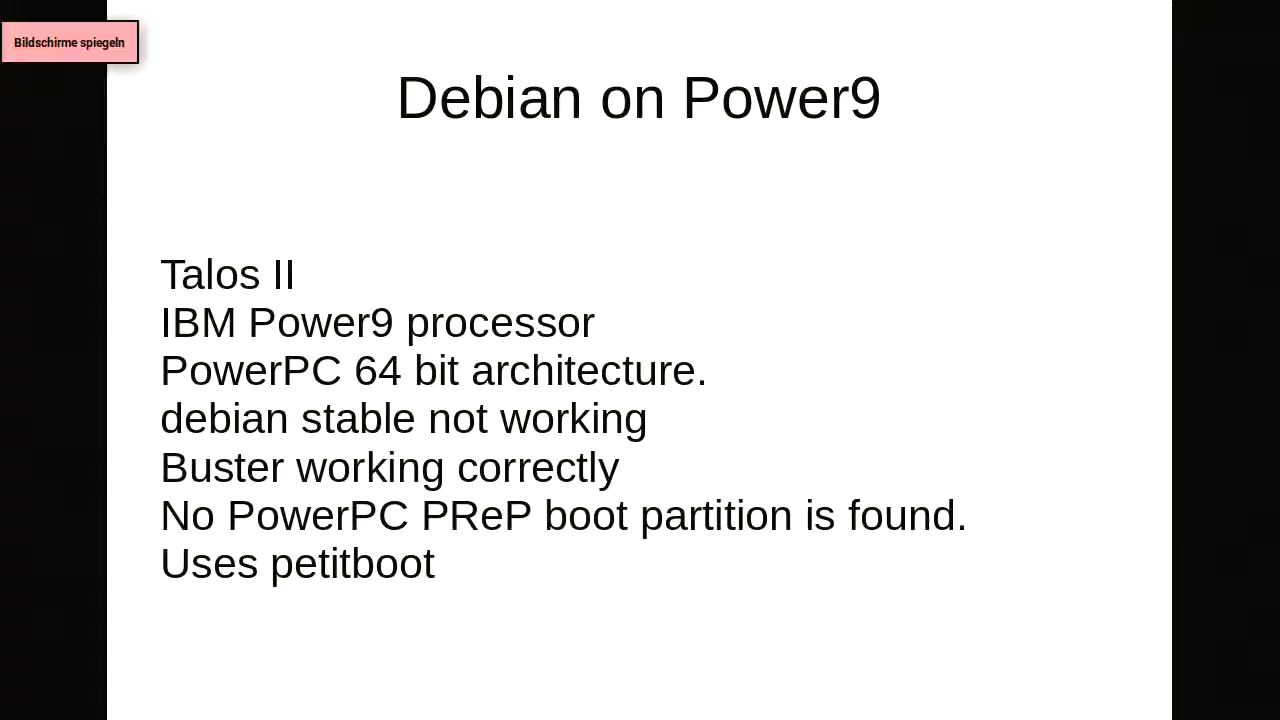 Bildschirme spiegeln
Debian on Power9
Talos II
IBM Power9 processor
PowerPC 64 bit architecture.
debian stable not working
Buster working correctly
No PowerPC PReP boot partition is found.
Uses petitboot